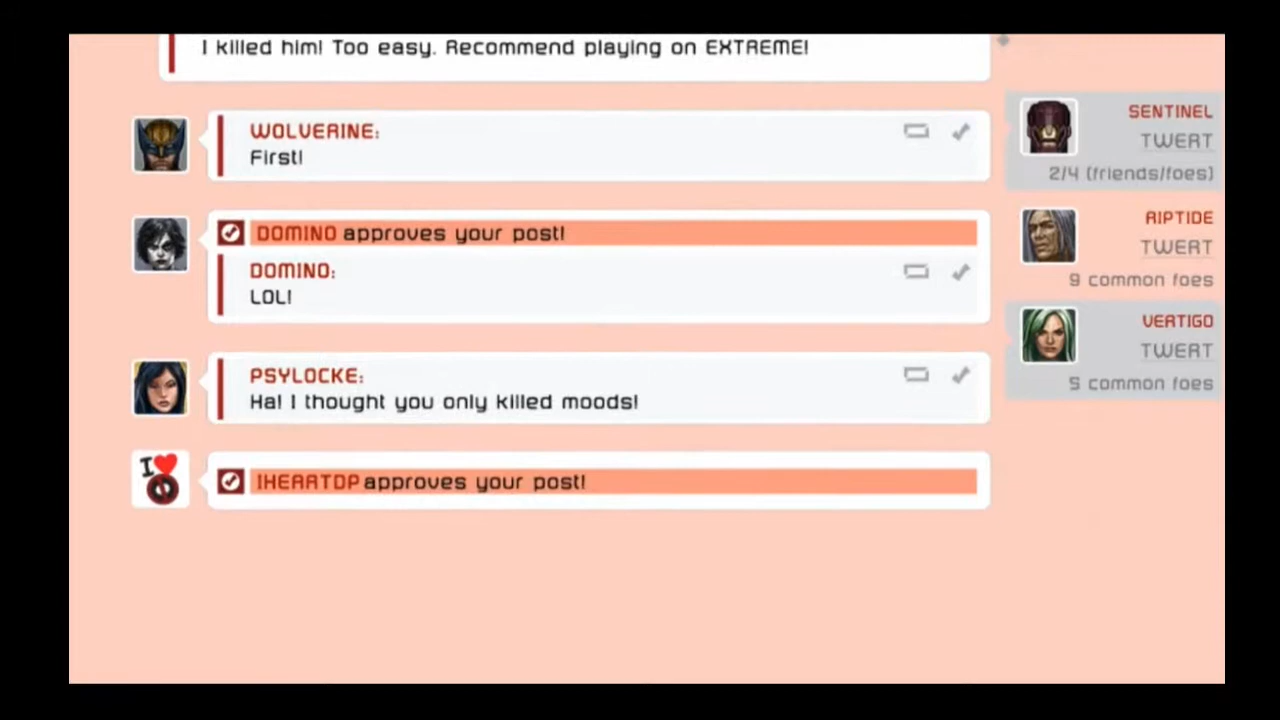 I killed him! Too easy. Recommend playing on EXTREME!
WOLVERINE:
First!
DOMINO approves your post!
DOMINO:
LOL!
PSYLOCKE:
Ha! I thought you only killed moods!
I
IHEARTDP approves your post!
SENTINEL
TWERT
2/4 (friends/foes)
RIPTIDE
TWERT
9 common foes
VERTIGO
TWERT
5 common foes